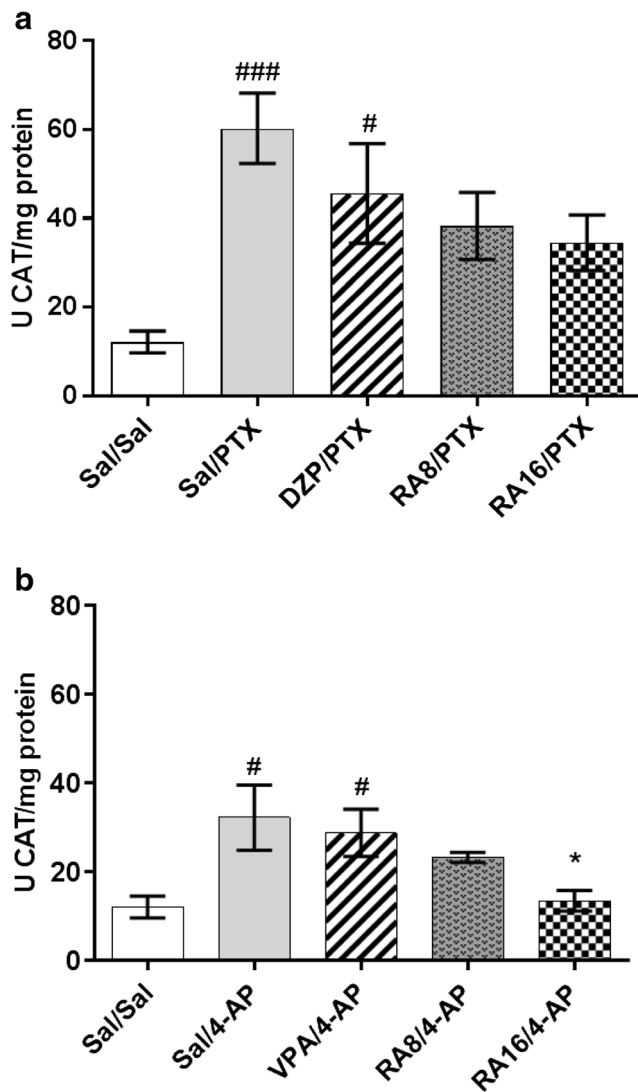 a
U CAT/mg protein
80
60
40
20
0
###
#
Sal/Sal
Sal/PTX
DZP/PTX
RA8/PTX
RA16/PTX
b
U CAT/mg protein
80
60
40
20
0
#
#
*
Sal/Sal
Sal/4-AP
VPA/4-AP
RA8/4-AP
RA16/4-AP